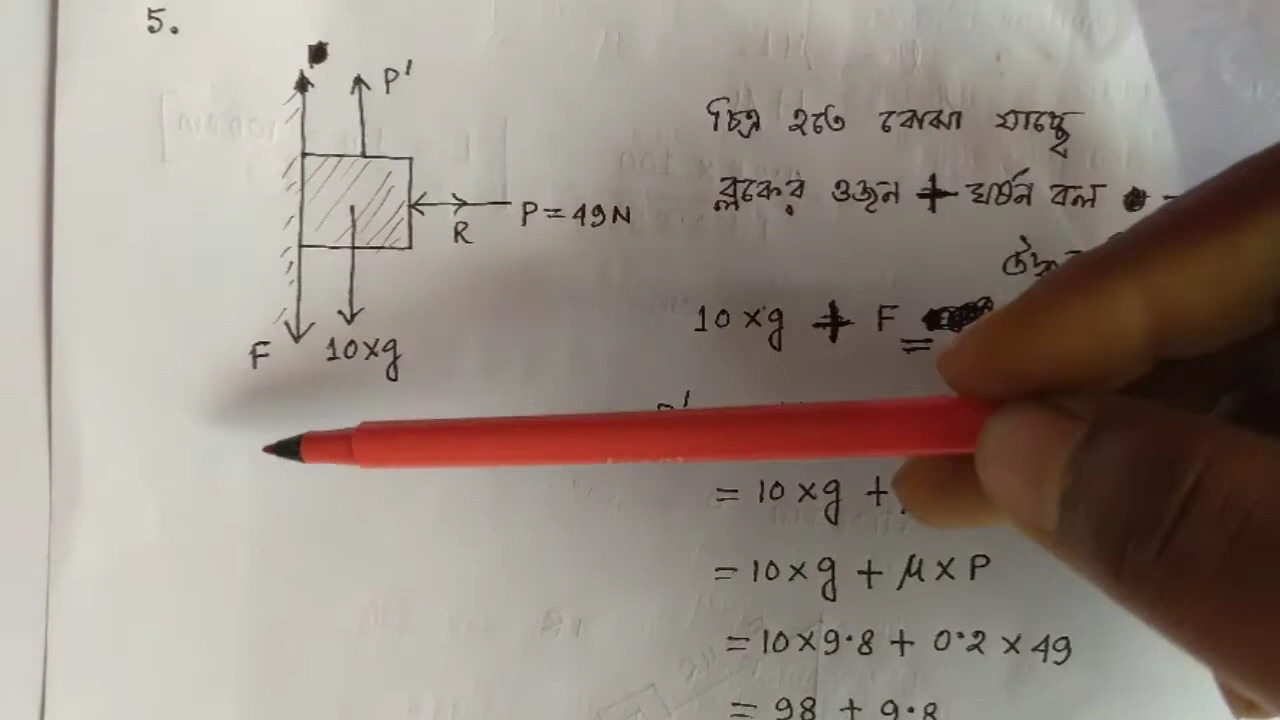 5.
P'
P = 49N
R
F
10×g
চিত্র হতে বোঝা যাচ্ছে
ব্লকের ওজন + ঘর্ষন বল
10×g + F =
= 10×g +
= 10×g + μ×P
= 10×9.8 + 0.2×49
= 98 + 9.8